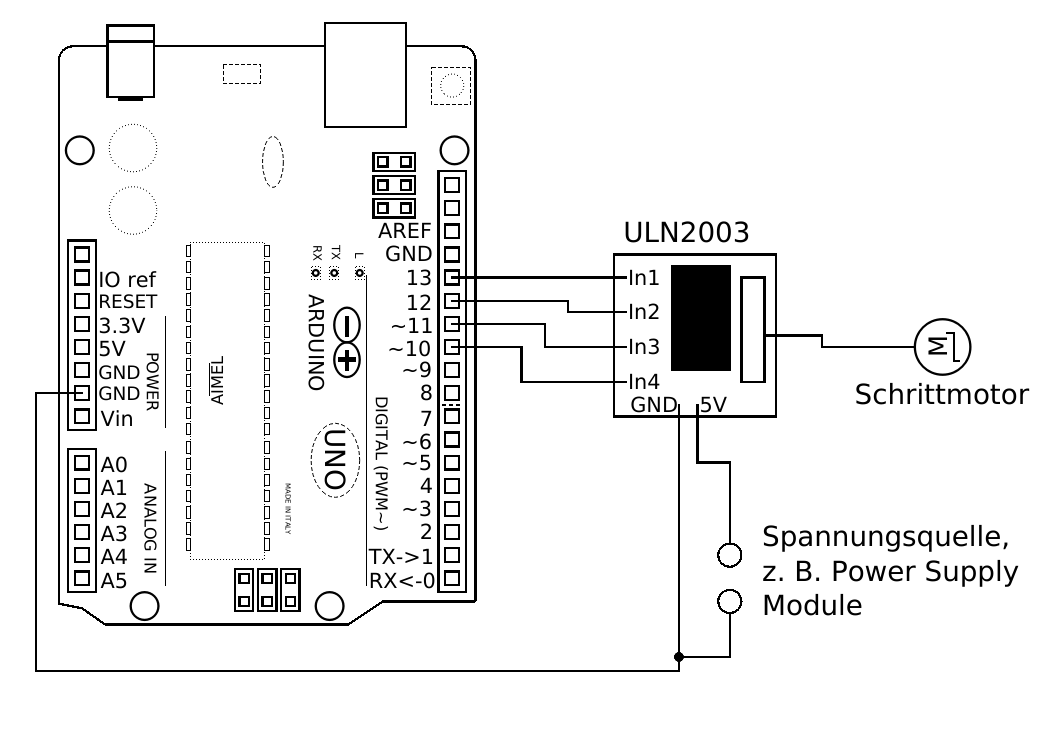 AREF
GND
13
12
~11
~10
~9
8
7
~6
~5
4
~3
2
TX->1
RX<-0
IO ref
RESET
3.3V
5V
GND
GND
Vin
POWER
A0
A1
A2
A3
A4
A5
ANALOG IN
AIMEL
RX
TX
L
ARDUINO
UNO
MADE IN ITALY
DIGITAL (PWM~)
ULN2003
In1
In2
In3
In4
GND
5V
M
Schrittmotor
Spannungsquelle,
z. B. Power Supply
Module